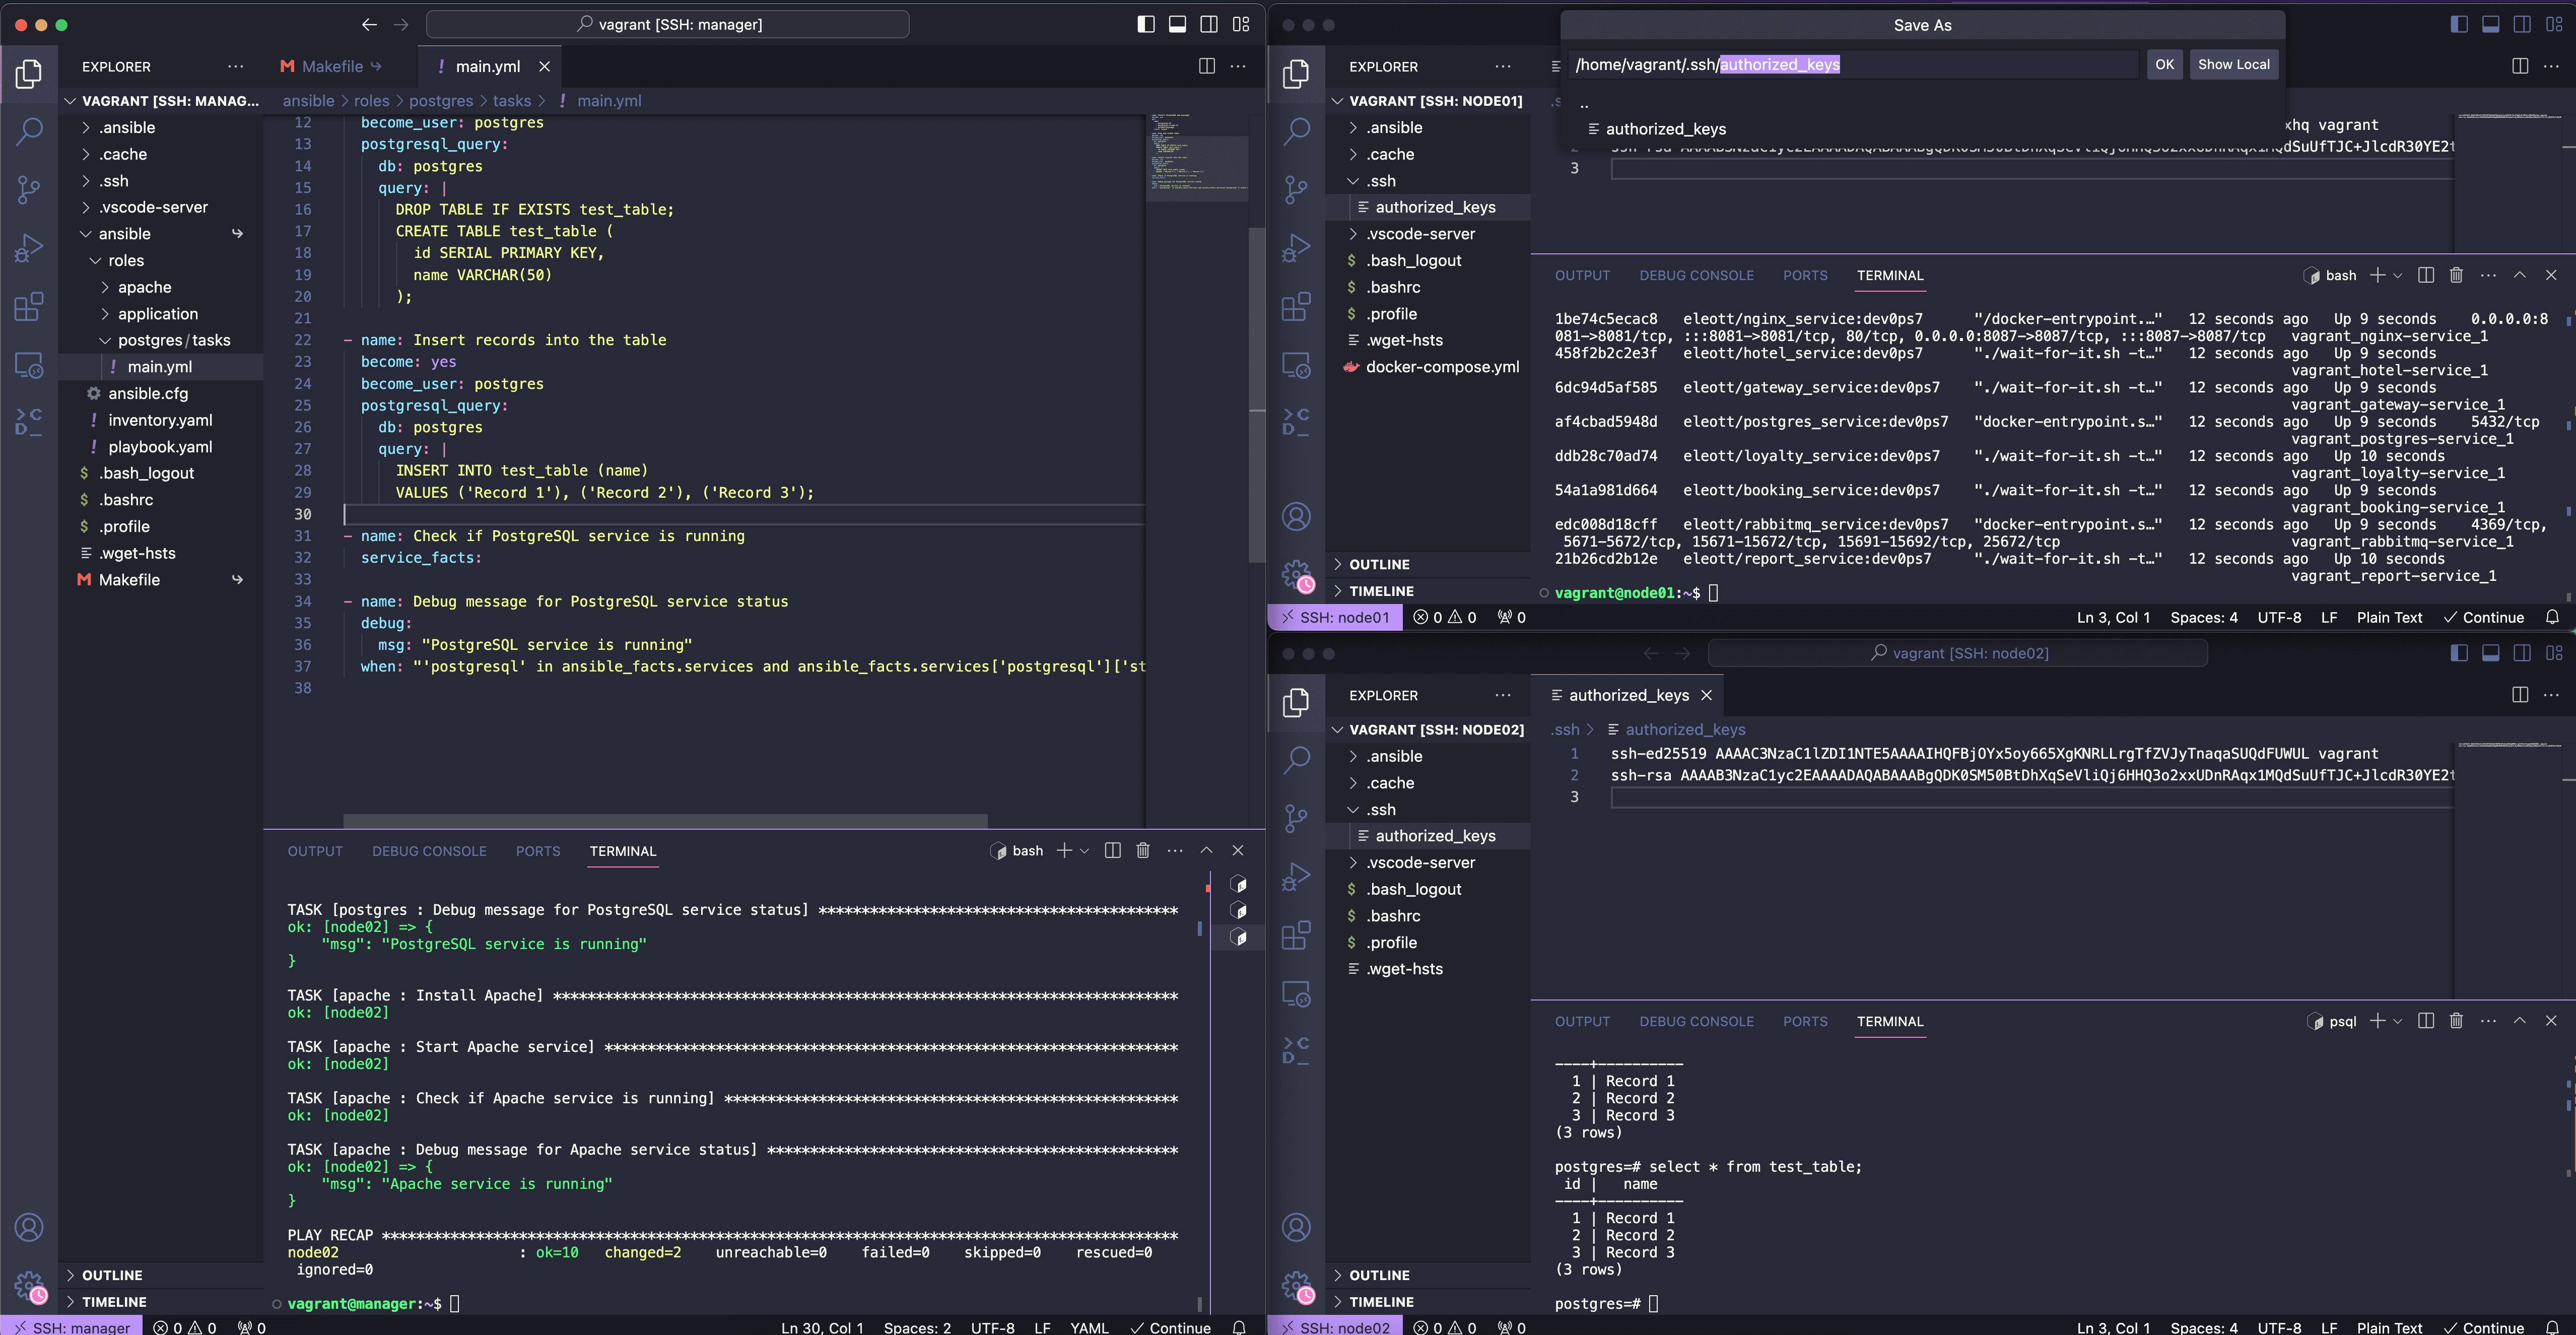 vagrant [SSH: manager]
EXPLORER
Makefile
main.yml
VAGRANT [SSH: MANAG...
.ansible
.cache
.ssh
.vscode-server
ansible
roles
apache
application
postgres/tasks
main.yml
ansible.cfg
inventory.yaml
playbook.yaml
.bash_logout
.bashrc
.profile
.wget-hsts
Makefile
OUTLINE
TIMELINE
ansible > roles > postgres > tasks > ! main.yml
12 become_user: postgres
13 postgresql_query:
14 db: postgres
15 query: |
16 DROP TABLE IF EXISTS test_table;
17 CREATE TABLE test_table (
18 id SERIAL PRIMARY KEY,
19 name VARCHAR(50)
20 );
21
22 - name: Insert records into the table
23 become: yes
24 become_user: postgres
25 postgresql_query:
26 db: postgres
27 query: |
28 INSERT INTO test_table (name)
29 VALUES ('Record 1'), ('Record 2'), ('Record 3');
30
31 - name: Check if PostgreSQL service is running
32 service_facts:
33
34 - name: Debug message for PostgreSQL service status
35 debug:
36 msg: "PostgreSQL service is running"
37 when: "'postgresql' in ansible_facts.services and ansible_facts.services['postgresql']['st
38
OUTPUT DEBUG CONSOLE PORTS TERMINAL
bash
TASK [postgres : Debug message for PostgreSQL service status] *****************************************
ok: [node02] => {
"msg": "PostgreSQL service is running"
}
TASK [apache : Install Apache] ************************************************************************
ok: [node02]
TASK [apache : Start Apache service] ******************************************************************
ok: [node02]
TASK [apache : Check if Apache service is running] ****************************************************
ok: [node02]
TASK [apache : Debug message for Apache service status] ***********************************************
ok: [node02] => {
"msg": "Apache service is running"
}
PLAY RECAP ********************************************************************************************
node02 : ok=10 changed=2 unreachable=0 failed=0 skipped=0 rescued=0
ignored=0
vagrant@manager:~$
SSH: manager 0 0 0 Ln 30, Col 1 Spaces: 2 UTF-8 LF YAML Continue
Save As
/home/vagrant/.ssh/authorized_keys
OK
Show Local
..
authorized_keys
EXPLORER
VAGRANT [SSH: NODE01]
.ansible
.cache
.ssh
authorized_keys
.vscode-server
.bash_logout
.bashrc
.profile
.wget-hsts
docker-compose.yml
OUTLINE
TIMELINE
xhq vagrant
3
OUTPUT DEBUG CONSOLE PORTS TERMINAL
bash
1be74c5ecac8 eleott/nginx_service:dev0ps7 "/docker-entrypoint.…" 12 seconds ago Up 9 seconds 0.0.0.0:8
081->8081/tcp, :::8081->8081/tcp, 80/tcp, 0.0.0.0:8087->8087/tcp, :::8087->8087/tcp vagrant_nginx-service_1
458f2b2c2e3f eleott/hotel_service:dev0ps7 "./wait-for-it.sh -t…" 12 seconds ago Up 9 seconds
vagrant_hotel-service_1
6dc94d5af585 eleott/gateway_service:dev0ps7 "./wait-for-it.sh -t…" 12 seconds ago Up 9 seconds
vagrant_gateway-service_1
af4cbad5948d eleott/postgres_service:dev0ps7 "docker-entrypoint.s…" 12 seconds ago Up 9 seconds 5432/tcp
vagrant_postgres-service_1
ddb28c70ad74 eleott/loyalty_service:dev0ps7 "./wait-for-it.sh -t…" 12 seconds ago Up 10 seconds
vagrant_loyalty-service_1
54a1a981d664 eleott/booking_service:dev0ps7 "./wait-for-it.sh -t…" 12 seconds ago Up 9 seconds
vagrant_booking-service_1
edc008d18cff eleott/rabbitmq_service:dev0ps7 "docker-entrypoint.s…" 12 seconds ago Up 9 seconds 4369/tcp,
5671-5672/tcp, 15671-15672/tcp, 15691-15692/tcp, 25672/tcp vagrant_rabbitmq-service_1
21b26cd2b12e eleott/report_service:dev0ps7 "./wait-for-it.sh -t…" 12 seconds ago Up 10 seconds
vagrant_report-service_1
vagrant@node01:~$
SSH: node01 0 0 0 Ln 3, Col 1 Spaces: 4 UTF-8 LF Plain Text Continue
vagrant [SSH: node02]
EXPLORER
authorized_keys
VAGRANT [SSH: NODE02]
.ansible
.cache
.ssh
authorized_keys
.vscode-server
.bash_logout
.bashrc
.profile
.wget-hsts
OUTLINE
TIMELINE
.ssh > authorized_keys
1 ssh-ed25519 AAAAC3NzaC1lZDI1NTE5AAAAIHQFBjOYx5oy665XgKNRLLrgTfZVJyTnaqaSUQdFUWUL vagrant
2 ssh-rsa AAAAB3NzaC1yc2EAAAADAQABAAABgQDK0SM50BtDhXqSeVliQj6HHQ3o2xxUDnRAqx1MQdSuUfTJC+JlcdR30YE2t
3
OUTPUT DEBUG CONSOLE PORTS TERMINAL
psql
----+----------
1 | Record 1
2 | Record 2
3 | Record 3
(3 rows)
postgres=# select * from test_table;
id | name
----+----------
1 | Record 1
2 | Record 2
3 | Record 3
(3 rows)
postgres=#
SSH: node02 0 0 0 Ln 3, Col 1 Spaces: 4 UTF-8 LF Plain Text Continue